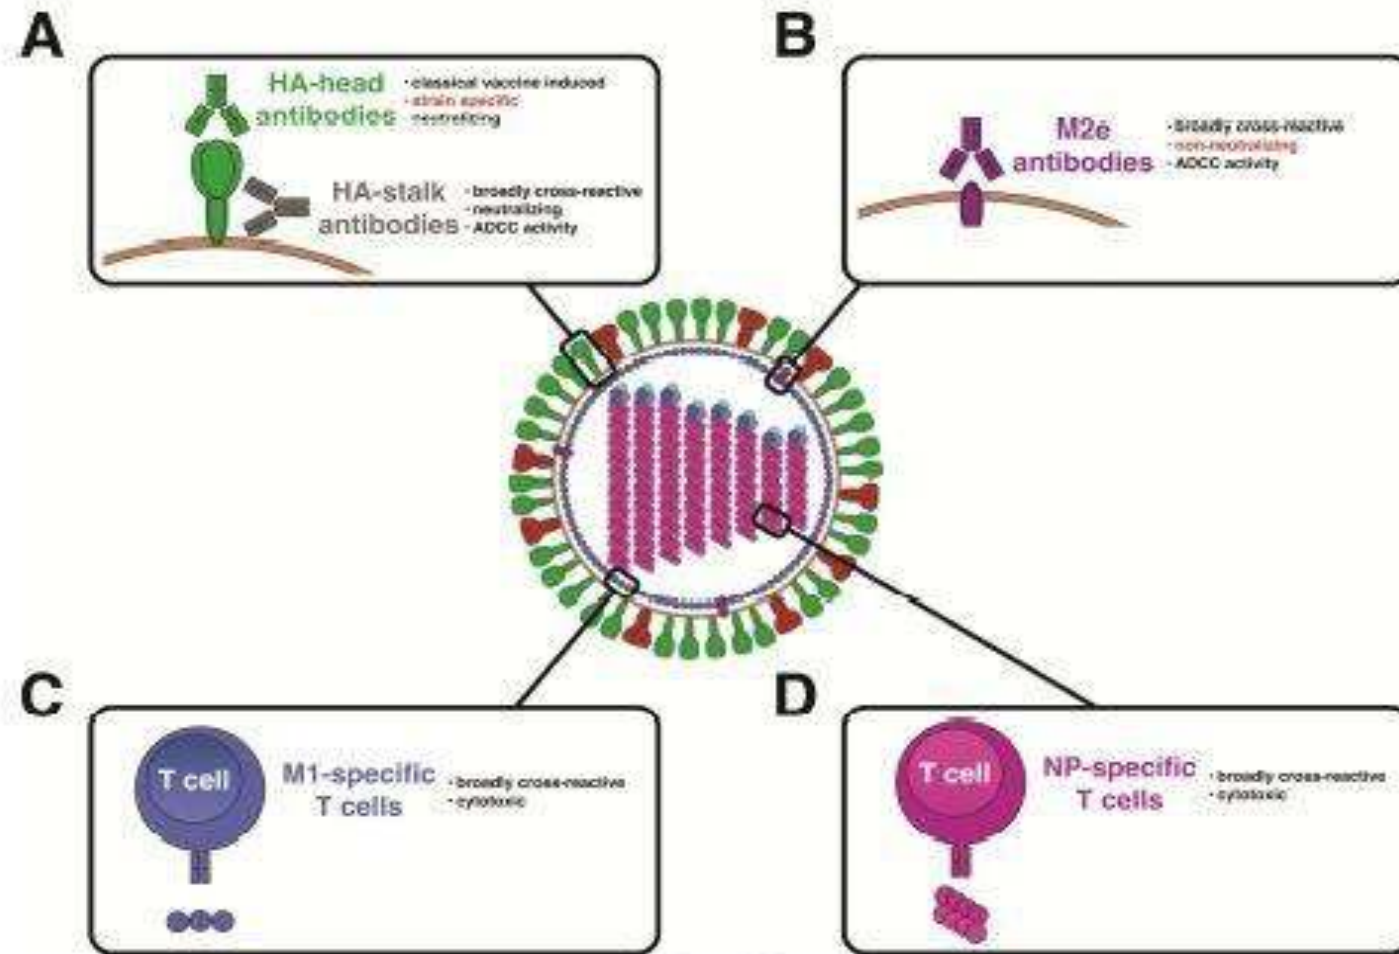 A
HA-head
antibodies
• classical vaccine induced
• strain specific
• neutralizing
HA-stalk
antibodies
• broadly cross-reactive
• neutralizing
• ADCC activity
B
M2e
antibodies
• broadly cross-reactive
• non-neutralizing
• ADCC activity
C
T cell
M1-specific
T cells
• broadly cross-reactive
• cytotoxic
D
T cell
NP-specific
T cells
• broadly cross-reactive
• cytotoxic